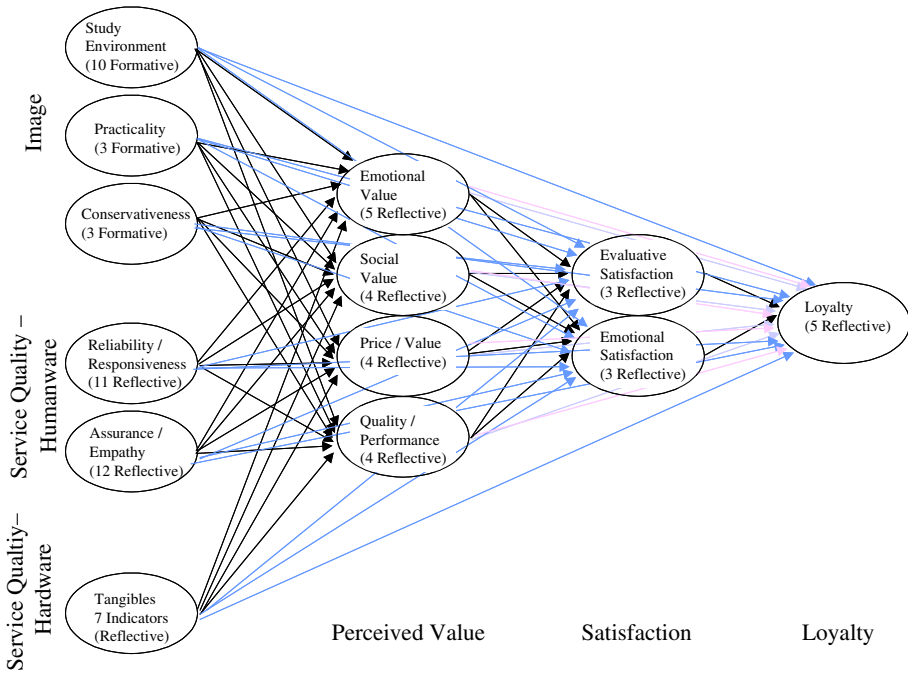 Image
Study
Environment
(10 Formative)
Practicality
(3 Formative)
Conservativeness
(3 Formative)
Service Quality –
Humanware
Reliability /
Responsiveness
(11 Reflective)
Assurance /
Empathy
(12 Reflective)
Service Qualtiy–
Hardware
Tangibles
7 Indicators
(Reflective)
Emotional
Value
(5 Reflective)
Social
Value
(4 Reflective)
Price / Value
(4 Reflective)
Quality /
Performance
(4 Reflective)
Evaluative
Satisfaction
(3 Reflective)
Emotional
Satisfaction
(3 Reflective)
Loyalty
(5 Reflective)
Perceived Value
Satisfaction
Loyalty